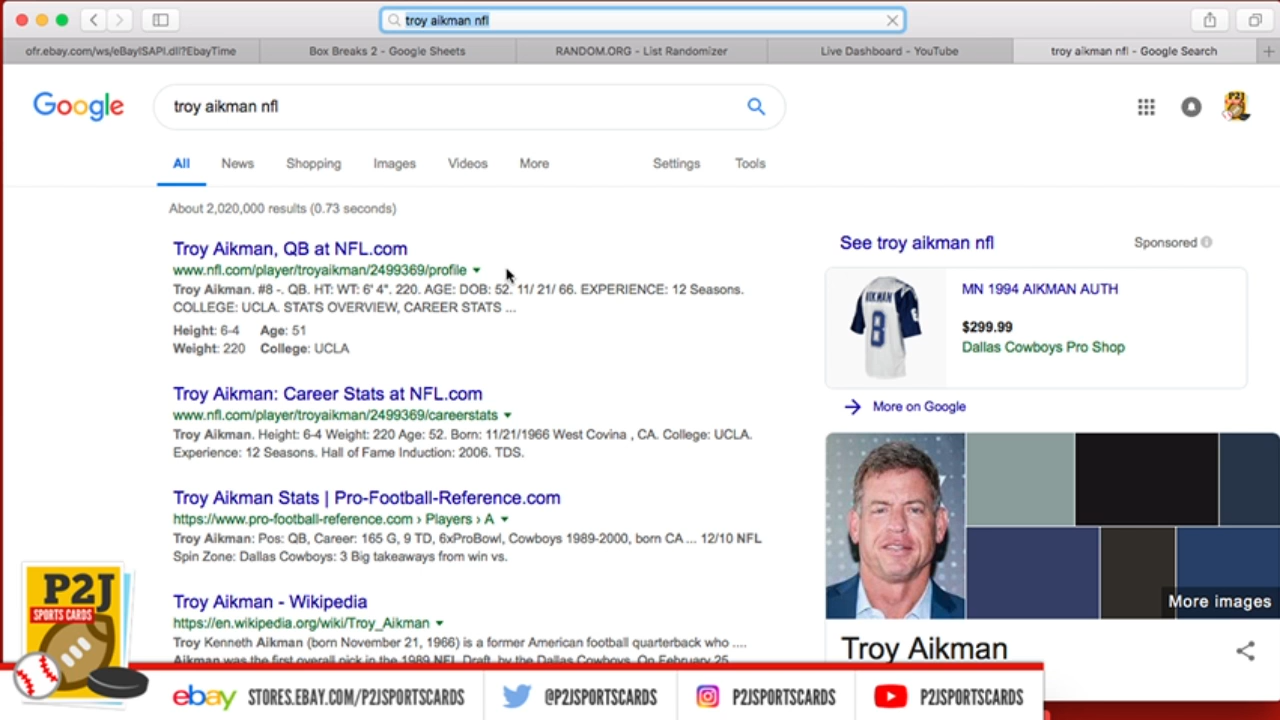 troy aikman nfl
ofr.ebay.com/ws/eBayISAPI.dll?EbayTime
Box Breaks 2 - Google Sheets
RANDOM.ORG - List Randomizer
Live Dashboard - YouTube
troy aikman nfl - Google Search
Google
troy aikman nfl
All News Shopping Images Videos More Settings Tools
About 2,020,000 results (0.73 seconds)
Troy Aikman, QB at NFL.com
www.nfl.com/player/troyaikman/2499369/profile
Troy Aikman. #8 -. QB. HT: WT: 6' 4". 220. AGE: DOB: 52. 11/ 21/ 66. EXPERIENCE: 12 Seasons.
COLLEGE: UCLA. STATS OVERVIEW, CAREER STATS ...
Height: 6-4 Age: 51
Weight: 220 College: UCLA
Troy Aikman: Career Stats at NFL.com
www.nfl.com/player/troyaikman/2499369/careerstats
Troy Aikman. Height: 6-4 Weight: 220 Age: 52. Born: 11/21/1966 West Covina , CA. College: UCLA.
Experience: 12 Seasons. Hall of Fame Induction: 2006. TDS.
Troy Aikman Stats | Pro-Football-Reference.com
https://www.pro-football-reference.com › Players › A
Troy Aikman: Pos: QB, Career: 165 G, 9 TD, 6xProBowl, Cowboys 1989-2000, born CA ... 12/10 NFL
Spin Zone: Dallas Cowboys: 3 Big takeaways from win vs.
Troy Aikman - Wikipedia
https://en.wikipedia.org/wiki/Troy_Aikman
Troy Kenneth Aikman (born November 21, 1966) is a former American football quarterback who ....
Aikman was the first overall pick in the 1989 NFL Draft, by the Dallas Cowboys. On February 25,
See troy aikman nfl
Sponsored
AIKMAN
8
MN 1994 AIKMAN AUTH
$299.99
Dallas Cowboys Pro Shop
More on Google
More images
Troy Aikman
P2J
P2J
SPORTS CARDS
ebay STORES.EBAY.COM/P2JSPORTSCARDS
@P2JSPORTSCARDS
P2JSPORTSCARDS
P2JSPORTSCARDS